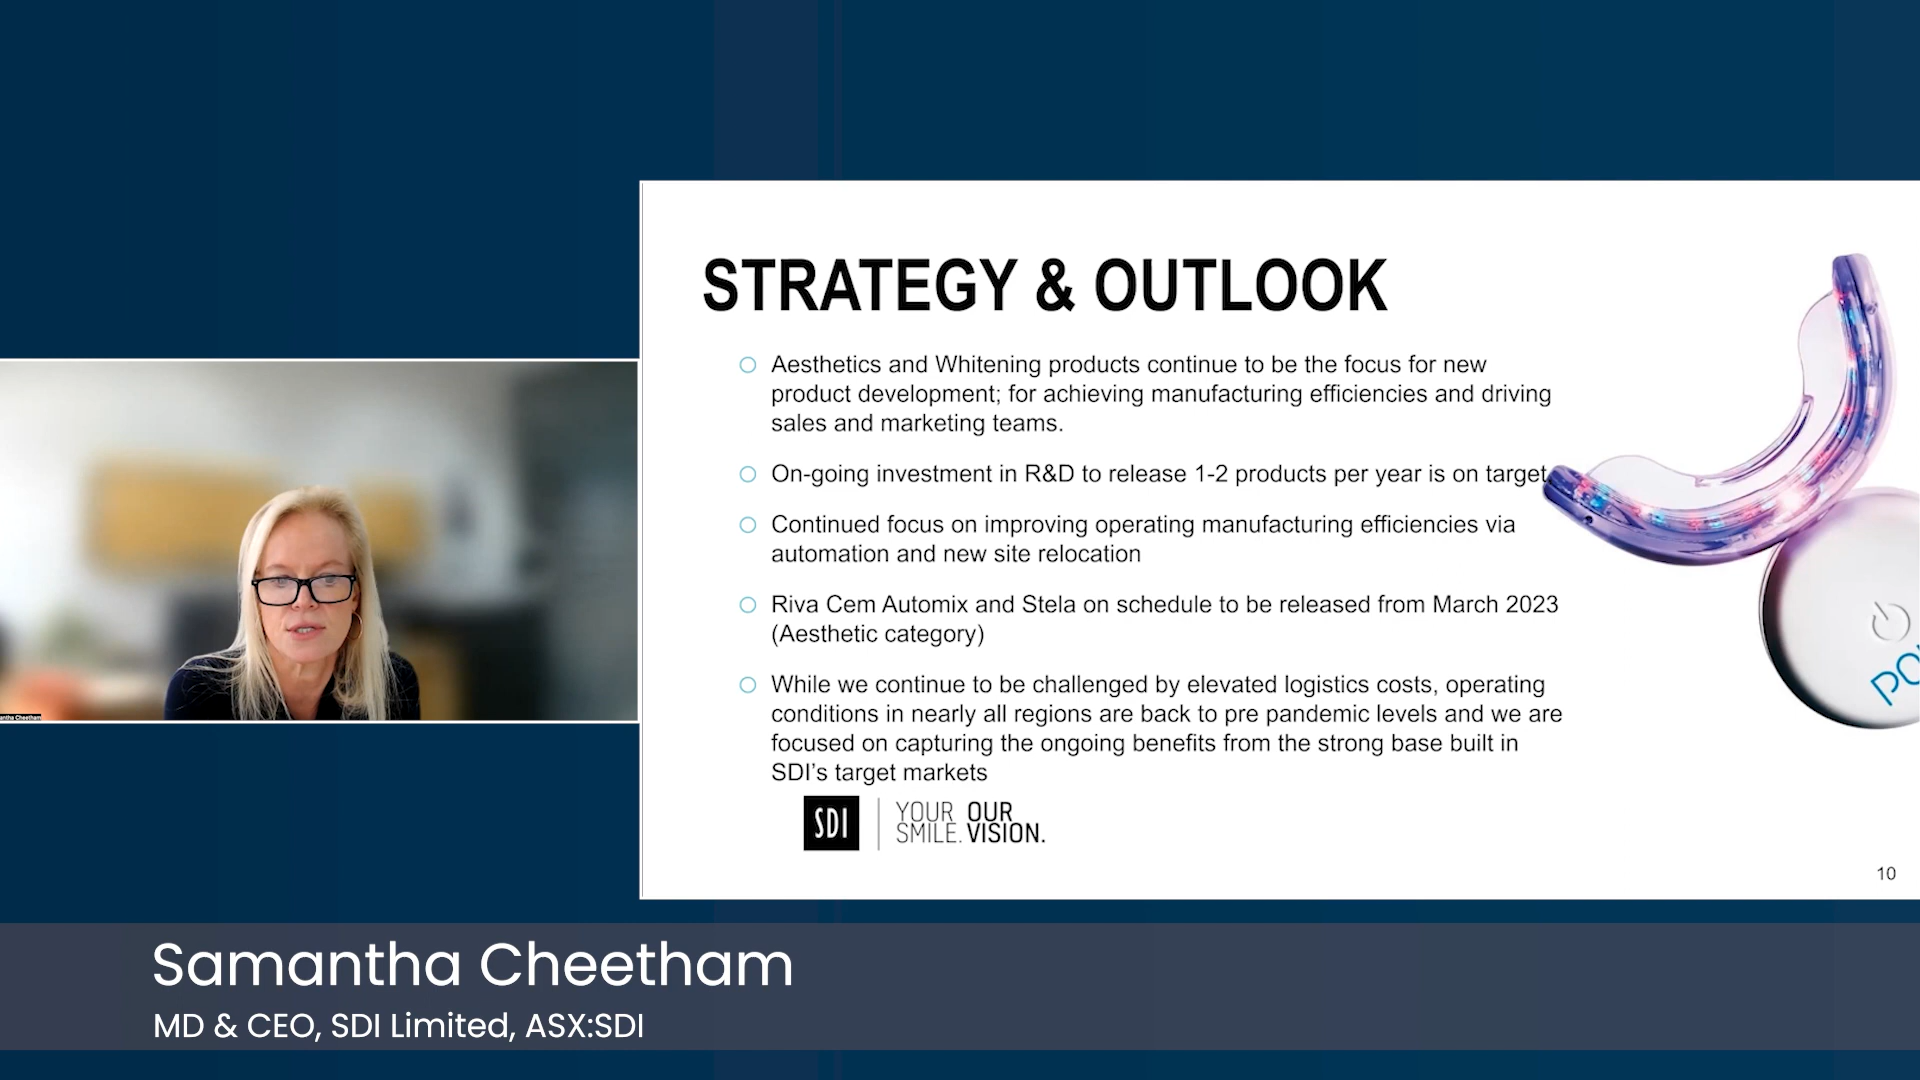 STRATEGY & OUTLOOK
Aesthetics and Whitening products continue to be the focus for new
product development; for achieving manufacturing efficiencies and driving
sales and marketing teams.
On-going investment in R&D to release 1-2 products per year is on target.
Continued focus on improving operating manufacturing efficiencies via
automation and new site relocation
Riva Cem Automix and Stela on schedule to be released from March 2023
(Aesthetic category)
While we continue to be challenged by elevated logistics costs, operating
conditions in nearly all regions are back to pre pandemic levels and we are
focused on capturing the ongoing benefits from the strong base built in
SDI’s target markets
SDI
YOUR OUR
SMILE. VISION.
10
antha Cheetham
Samantha Cheetham
MD & CEO, SDI Limited, ASX:SDI